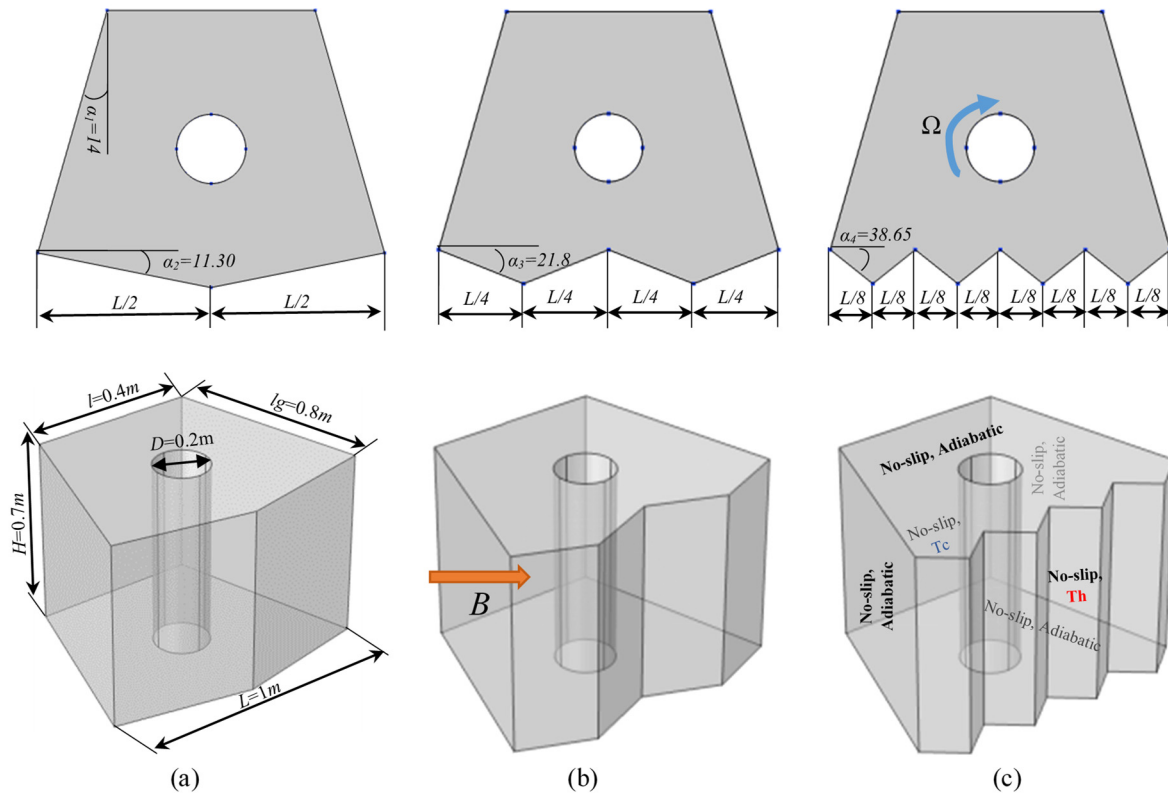 α1=14
α2=11.30
L/2
L/2
α3=21.8
L/4
L/4
L/4
L/4
Ω
α4=38.65
L/8
L/8
L/8
L/8
L/8
L/8
L/8
L/8
l=0.4m
lg=0.8m
D=0.2m
H=0.7m
L=1m
B
No-slip, Adiabatic
No-slip,
Adiabatic
No-slip,
Tc
No-slip,
Adiabatic
No-slip,
Th
No-slip, Adiabatic
(a)
(b)
(c)